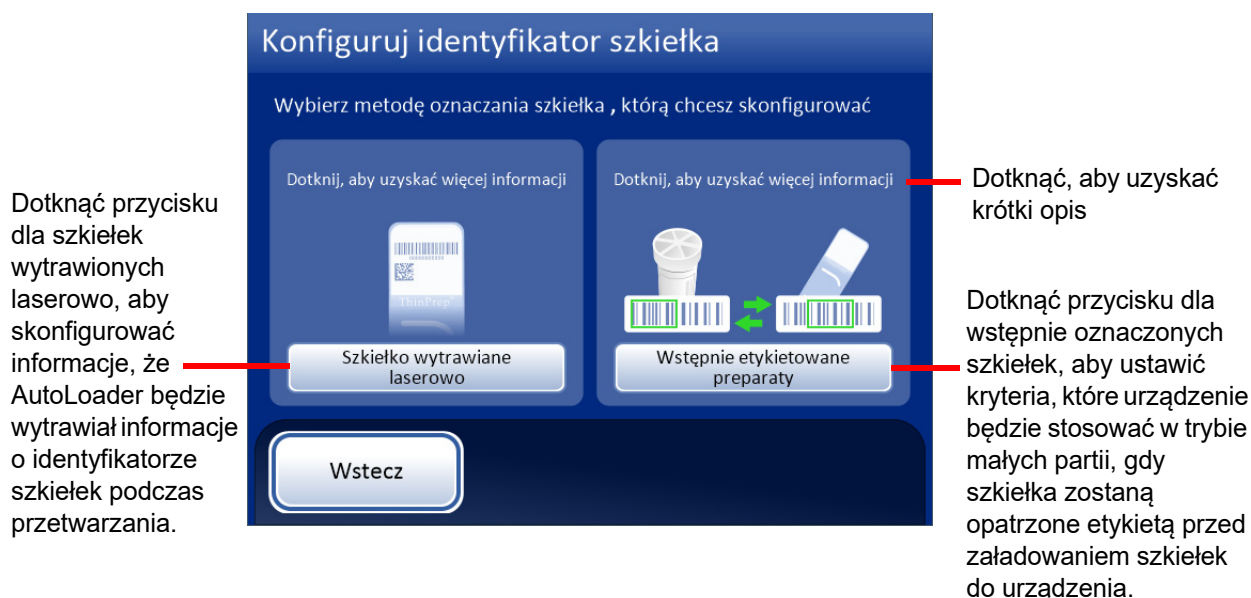 Konfiguruj identyfikator szkiełka
Wybierz metodę oznaczania szkiełka , którą chcesz skonfigurować
Dotknij, aby uzyskać więcej informacji
ThinPrep
Szkiełko wytrawiane
laserowo
Dotknij, aby uzyskać więcej informacji
Wstępnie etykietowane
preparaty
Wstecz
Dotknąć przycisku
dla szkiełek
wytrawionych
laserowo, aby
skonfigurować
informacje, że
AutoLoader będzie
wytrawiał informacje
o identyfikatorze
szkiełek podczas
przetwarzania.
Dotknąć, aby uzyskać
krótki opis
Dotknąć przycisku dla
wstępnie oznaczonych
szkiełek, aby ustawić
kryteria, które urządzenie
będzie stosować w trybie
małych partii, gdy
szkiełka zostaną
opatrzone etykietą przed
załadowaniem szkiełek
do urządzenia.